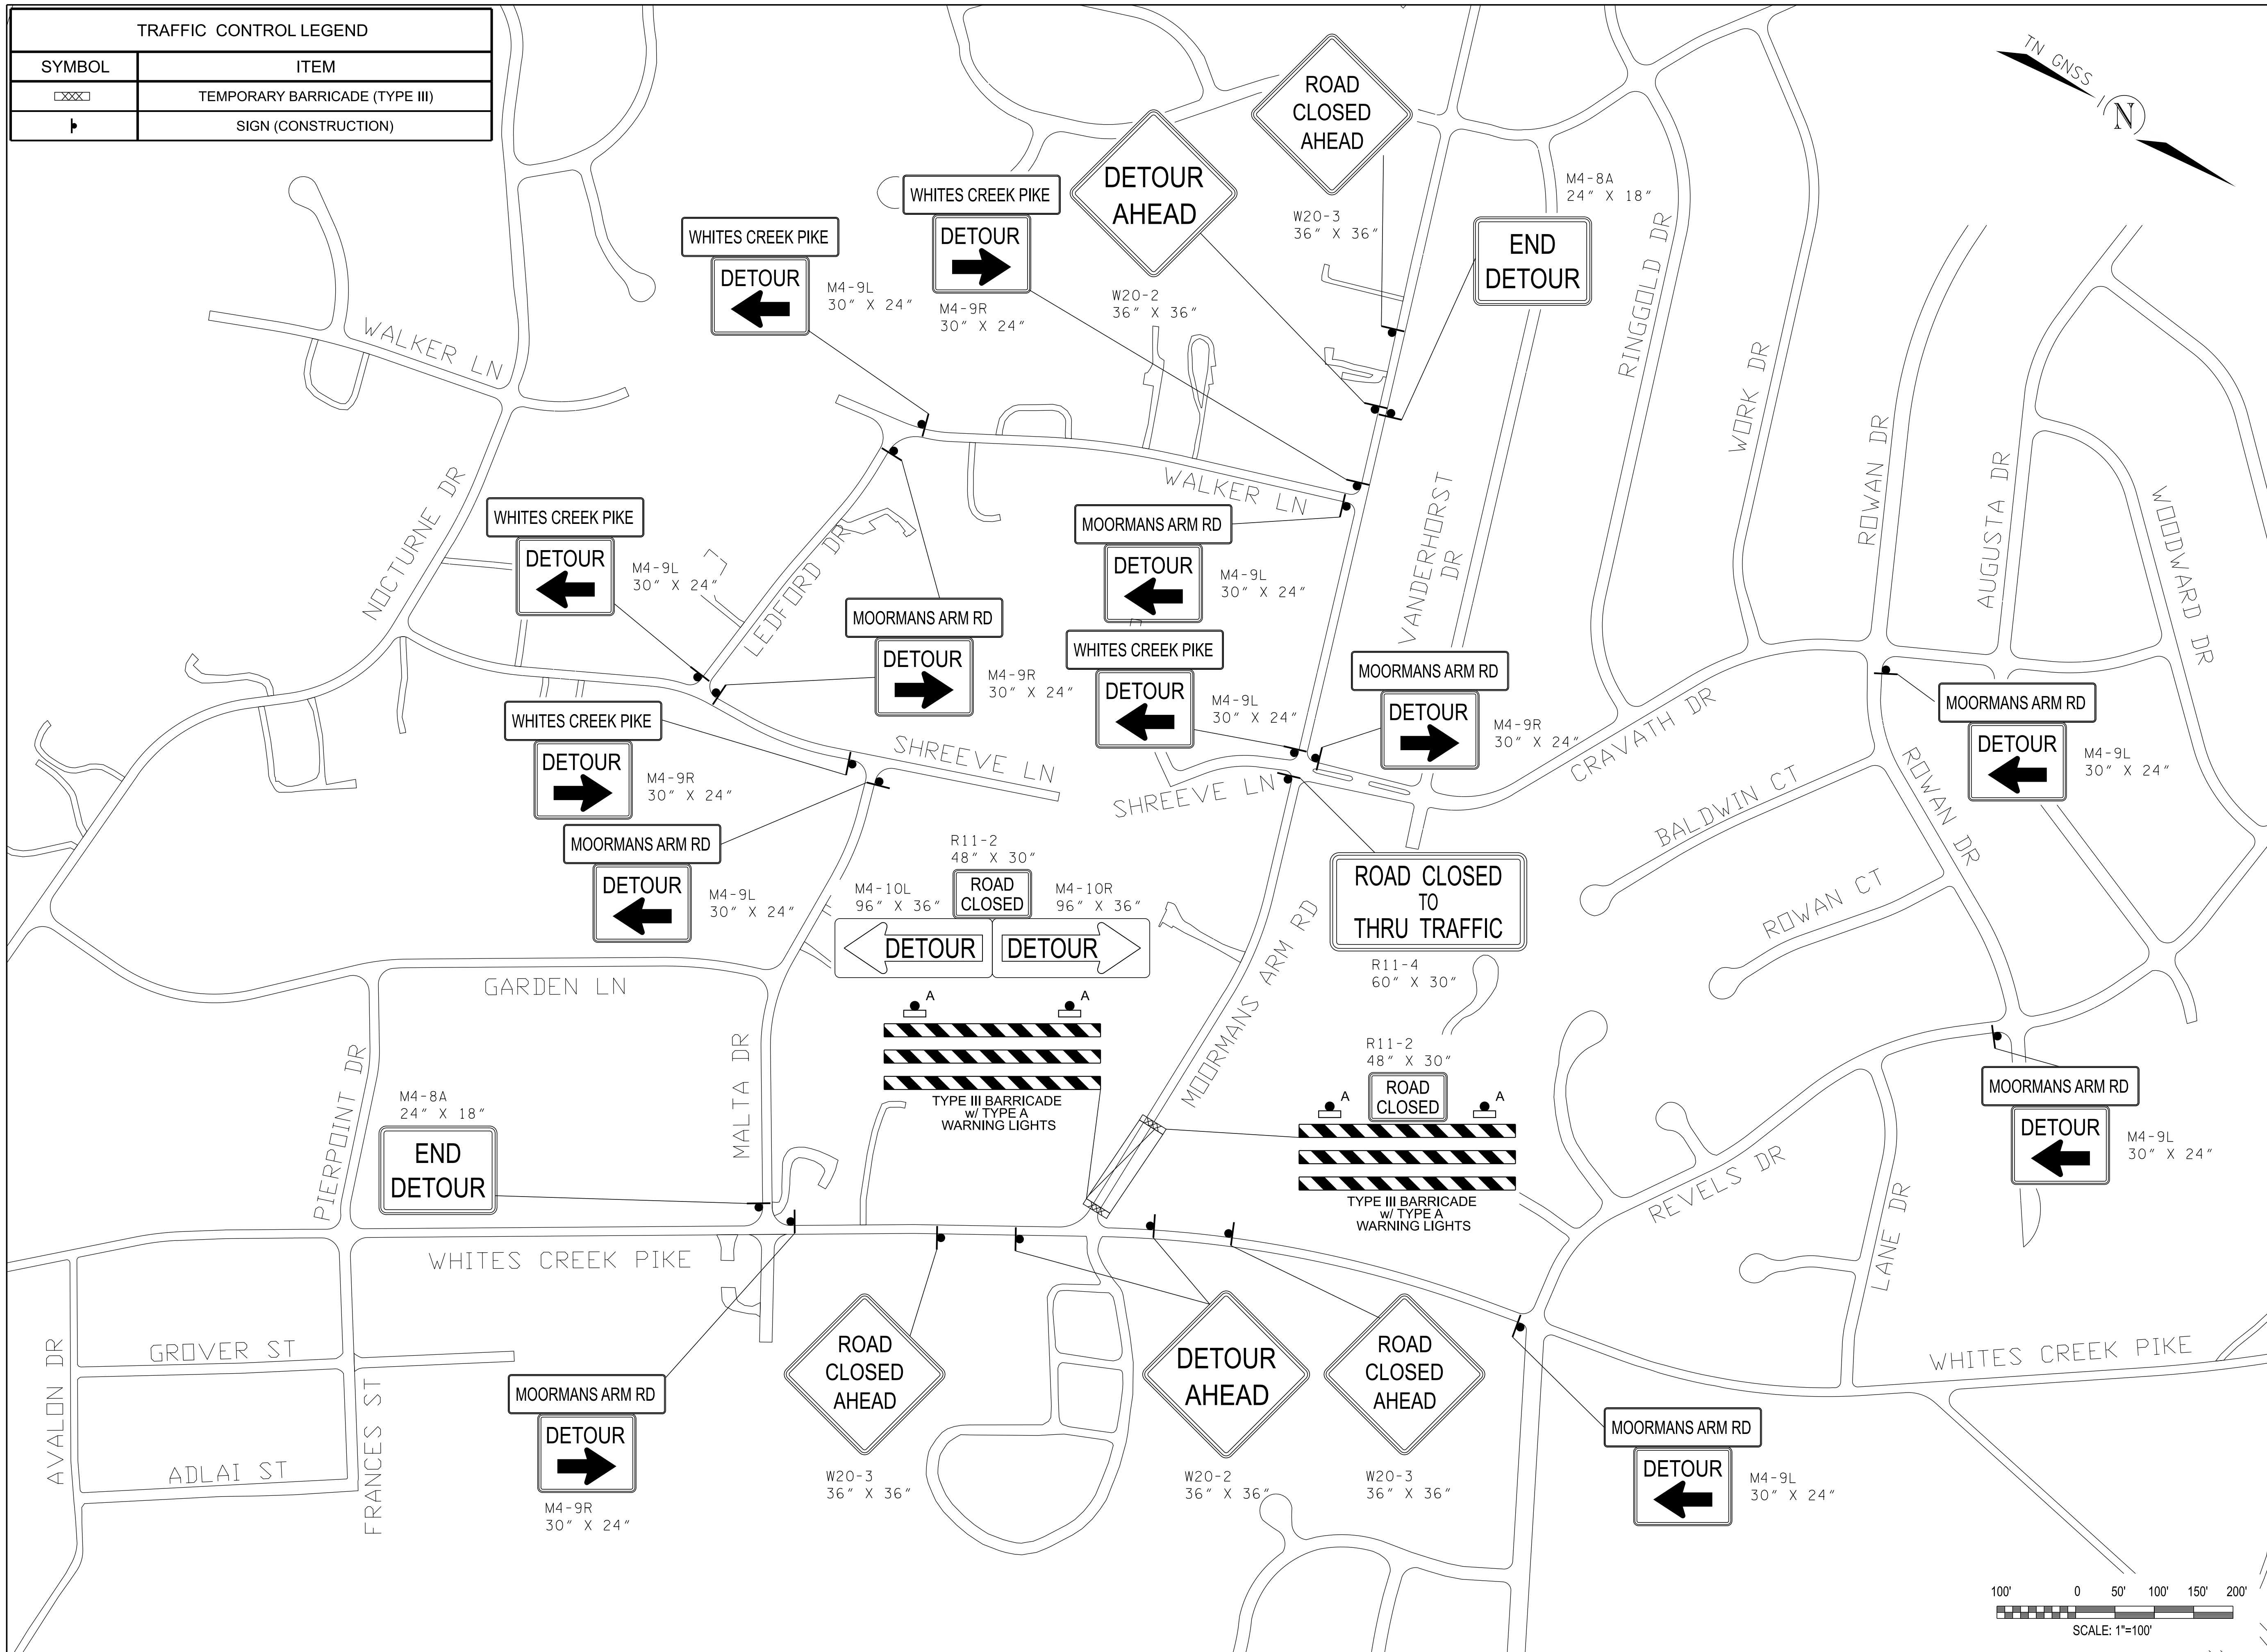 TRAFFIC CONTROL LEGEND
SYMBOL
ITEM
TEMPORARY BARRICADE (TYPE III)
SIGN (CONSTRUCTION)
TN GNSS
N
ROAD
CLOSED
AHEAD
W20-3
36" X 36"
DETOUR
AHEAD
W20-2
36" X 36"
M4-8A
24" X 18"
END
DETOUR
WHITES CREEK PIKE
DETOUR
M4-9R
30" X 24"
WHITES CREEK PIKE
DETOUR
M4-9L
30" X 24"
WALKER LN
RINGGOLD DR
WORK DR
ROWAN DR
AUGUSTA DR
WOODWARD DR
NOCTURNE DR
WALKER LN
VANDERHORST
DR
WHITES CREEK PIKE
DETOUR
M4-9L
30" X 24"
LEDFORD DR
MOORMANS ARM RD
DETOUR
M4-9L
30" X 24"
MOORMANS ARM RD
DETOUR
M4-9R
30" X 24"
WHITES CREEK PIKE
DETOUR
M4-9L
30" X 24"
MOORMANS ARM RD
DETOUR
M4-9R
30" X 24"
MOORMANS ARM RD
DETOUR
M4-9L
30" X 24"
WHITES CREEK PIKE
DETOUR
M4-9R
30" X 24"
SHREEVE LN
SHREEVE LN
CRAVATH DR
BALDWIN CT
ROWAN DR
ROWAN CT
MOORMANS ARM RD
DETOUR
M4-9L
30" X 24"
R11-2
48" X 30"
ROAD
CLOSED
M4-10L
96" X 36"
M4-10R
96" X 36"
DETOUR
DETOUR
A
A
TYPE III BARRICADE
w/ TYPE A
WARNING LIGHTS
ROAD CLOSED
TO
THRU TRAFFIC
R11-4
60" X 30"
MOORMANS ARM RD
GARDEN LN
PIERPOINT DR
MALTA DR
R11-2
48" X 30"
ROAD
CLOSED
A
A
TYPE III BARRICADE
w/ TYPE A
WARNING LIGHTS
MOORMANS ARM RD
DETOUR
M4-9L
30" X 24"
M4-8A
24" X 18"
END
DETOUR
REVELS DR
LANE DR
WHITES CREEK PIKE
WHITES CREEK PIKE
AVALON DR
GROVER ST
ADLAI ST
FRANCES ST
MOORMANS ARM RD
DETOUR
M4-9R
30" X 24"
ROAD
CLOSED
AHEAD
W20-3
36" X 36"
DETOUR
AHEAD
W20-2
36" X 36"
ROAD
CLOSED
AHEAD
W20-3
36" X 36"
MOORMANS ARM RD
DETOUR
M4-9L
30" X 24"
100' 0 50' 100' 150' 200'
SCALE: 1"=100'